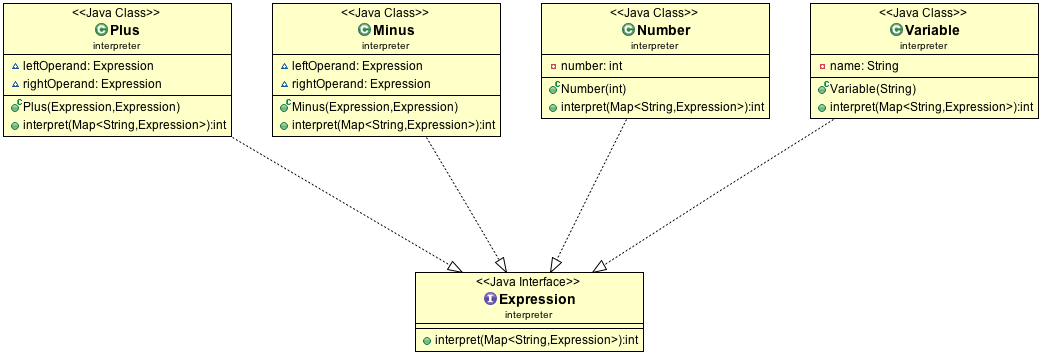 <<Java Class>>
Plus
interpreter
leftOperand: Expression
rightOperand: Expression
Plus(Expression,Expression)
interpret(Map<String,Expression>):int
<<Java Class>>
Minus
interpreter
leftOperand: Expression
rightOperand: Expression
Minus(Expression,Expression)
interpret(Map<String,Expression>):int
<<Java Class>>
Number
interpreter
number: int
Number(int)
interpret(Map<String,Expression>):int
<<Java Class>>
Variable
interpreter
name: String
Variable(String)
interpret(Map<String,Expression>):int
<<Java Interface>>
Expression
interpreter
interpret(Map<String,Expression>):int